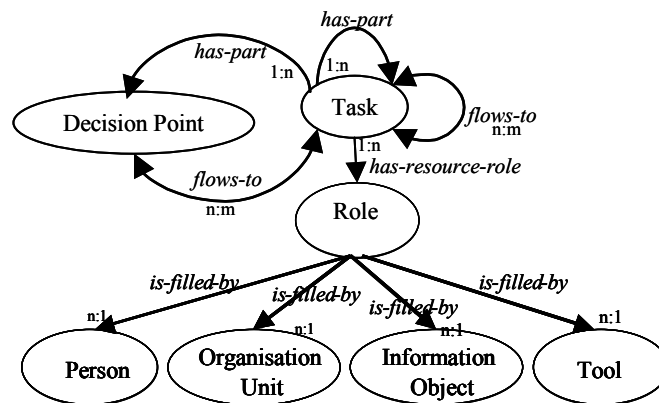 has-part
has-part
1:n
1:n
Task
Decision Point
flows-to
n:m
1:n
has-resource-role
flows-to
n:m
Role
is-filled-by
is-filled-by
is-filled-by
is-filled-by
n:1
n:1
n:1
n:1
Person
Organisation
Unit
Information
Object
Tool